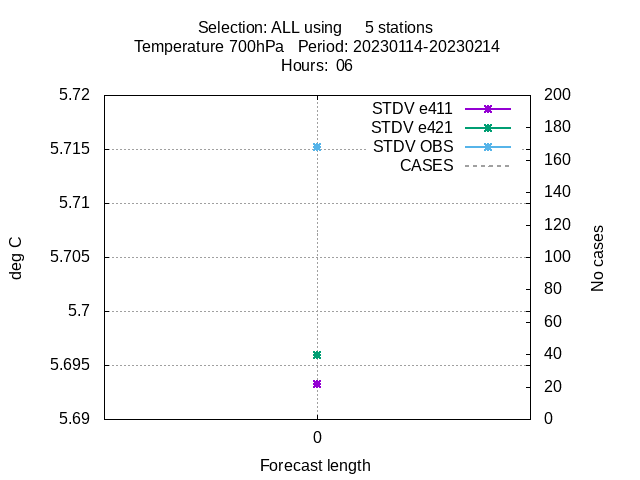 Selection: ALL using 5 stations
Temperature 700hPa Period: 20230114-20230214
Hours: 06
5.72
5.715
5.71
5.705
5.7
5.695
5.69
deg C
STDV e411
STDV e421
STDV OBS
CASES
200
180
160
140
120
100
80
60
40
20
0
No cases
0
Forecast length